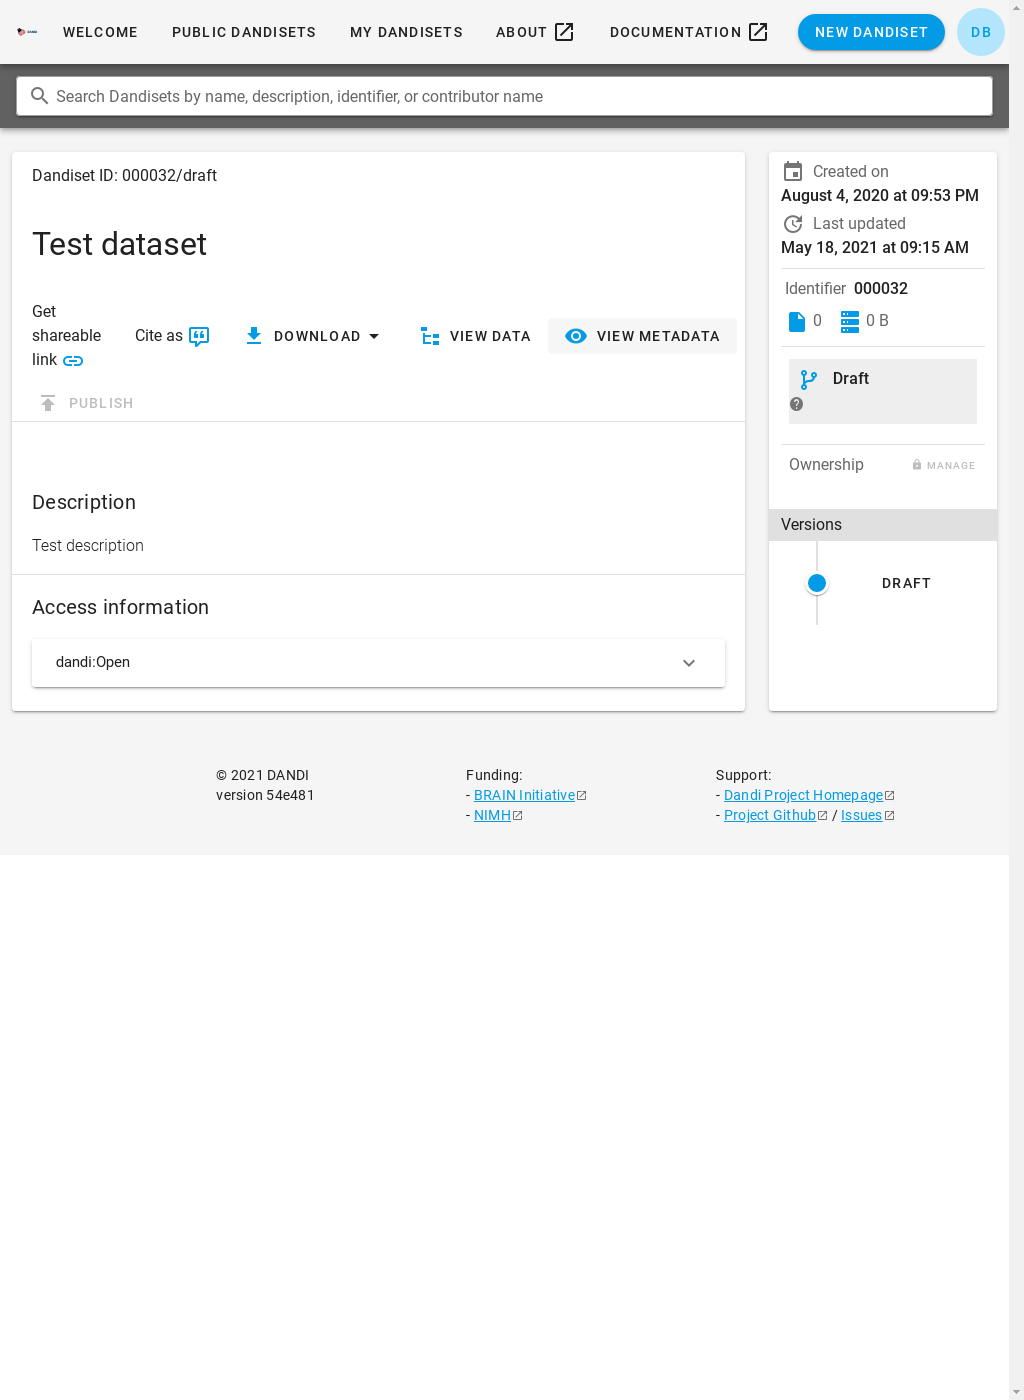 WELCOME
PUBLIC DANDISETS
MY DANDISETS
ABOUT
DOCUMENTATION
NEW DANDISET
DB
Search Dandisets by name, description, identifier, or contributor name
Dandiset ID: 000032/draft
Test dataset
Get
shareable
link
Cite as
DOWNLOAD
VIEW DATA
VIEW METADATA
PUBLISH
Description
Test description
Access information
dandi:Open
Created on
August 4, 2020 at 09:53 PM
Last updated
May 18, 2021 at 09:15 AM
Identifier 000032
0
0 B
Draft
Ownership
MANAGE
Versions
DRAFT
© 2021 DANDI
version 54e481
Funding:
- BRAIN Initiative
- NIMH
Support:
- Dandi Project Homepage
- Project Github / Issues